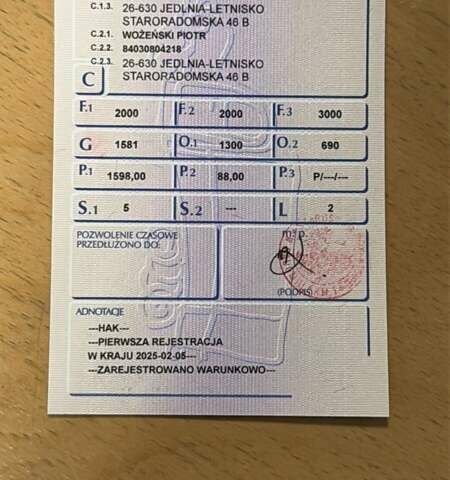 C.1.3. 26-630 JEDLNIA-LETNISKO
STARORADOMSKA 46 B
C.2.1. WOŻEŃSKI PIOTR
C.2.2. 84030804218
C.2.3. 26-630 JEDLNIA-LETNISKO
STARORADOMSKA 46 B
C
F.1 2000 F.2 2000 F.3 3000
G 1581 O.1 1300 O.2 690
P.1 1598,00 P.2 88,00 P.3 P/---/---
S.1 5 S.2 --- L 2
POZWOLENIE CZASOWE
PRZEDŁUŻONO DO:
m. p.
(PODPIS)
ADNOTACJE
---HAK---
---PIERWSZA REJESTRACJA
W KRAJU 2025-02-05---
---ZAREJESTROWANO WARUNKOWO---